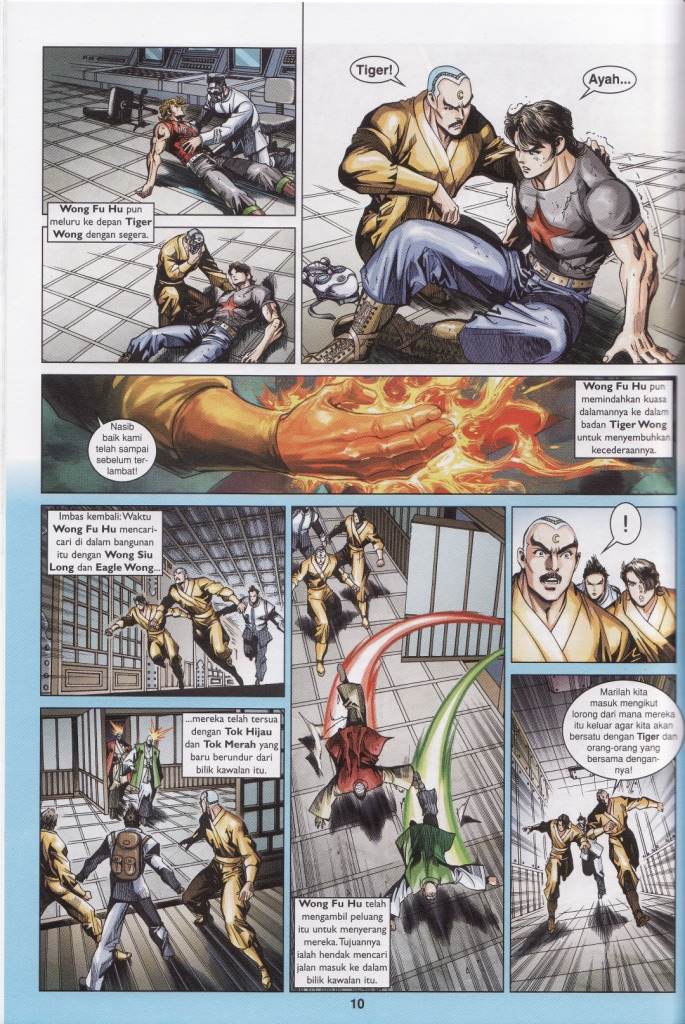 Wong Fu Hu pun
meluru ke depan Tiger
Wong dengan segera.
Tiger!
Ayah...
Nasib
baik kami
telah sampai
sebelum ter-
lambat!
Wong Fu Hu pun
memindahkan kuasa
dalamannya ke dalam
badan Tiger Wong
untuk menyembuhkan
kecederaannya.
Imbas kembali: Waktu
Wong Fu Hu mencari-
cari di dalam bangunan
itu dengan Wong Siu
Long dan Eagle Wong...
...mereka telah tersua
dengan Tok Hijau
dan Tok Merah yang
baru berundur dari
bilik kawalan itu.
Wong Fu Hu telah
mengambil peluang
itu untuk menyerang
mereka. Tujuannya
ialah hendak mencari
jalan masuk ke dalam
bilik kawalan itu.
!
Marilah kita
masuk mengikut
lorong dari mana mereka
itu keluar agar kita akan
bersatu dengan Tiger dan
orang-orang yang
bersama dengan-
nya!
C
C
10